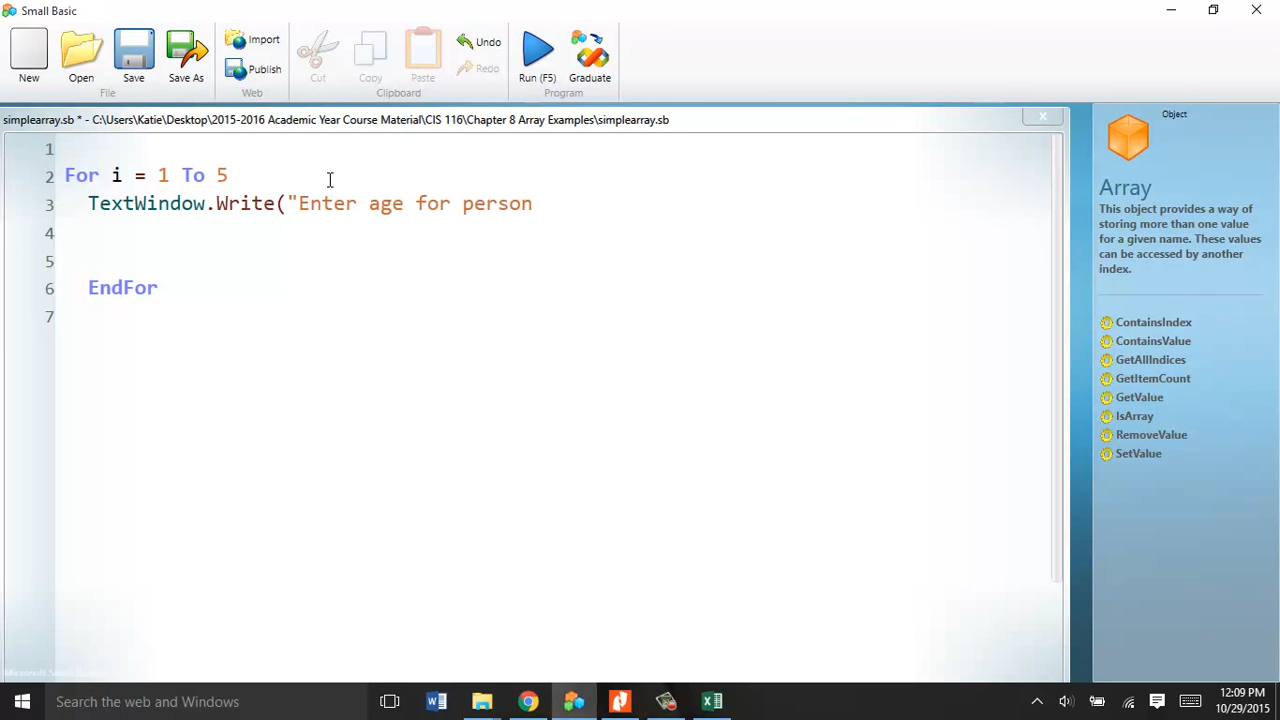 Small Basic
New
Open
Save
Save As
File
Import
Publish
Web
Cut
Copy
Paste
Clipboard
Undo
Redo
Run (F5)
Graduate
Program
simplearray.sb * - C:\Users\Katie\Desktop\2015-2016 Academic Year Course Material\CIS 116\Chapter 8 Array Examples\simplearray.sb
x
1
2 For i = 1 To 5
3 TextWindow.Write("Enter age for person
4
5
6 EndFor
7
Object
Array
This object provides a way of
storing more than one value
for a given name. These values
can be accessed by another
index.
ContainsIndex
ContainsValue
GetAllIndices
GetItemCount
GetValue
IsArray
RemoveValue
SetValue
Search the web and Windows
12:09 PM
10/29/2015